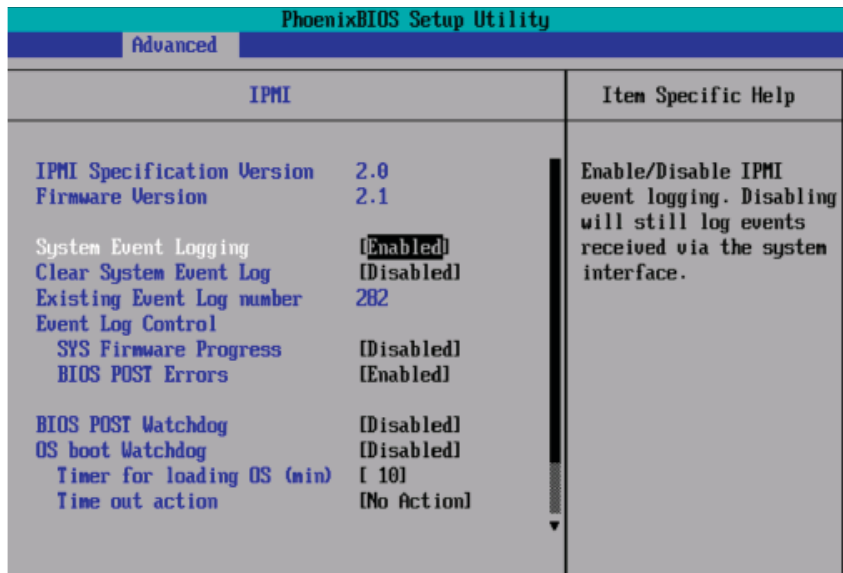 PhoenixBIOS Setup Utility
Advanced
IPMI
Item Specific Help
IPMI Specification Version 2.0
Firmware Version 2.1
System Event Logging [Enabled]
Clear System Event Log [Disabled]
Existing Event Log number 282
Event Log Control
SYS Firmware Progress [Disabled]
BIOS POST Errors [Enabled]
BIOS POST Watchdog [Disabled]
OS boot Watchdog [Disabled]
Timer for loading OS (min) [ 10]
Time out action [No Action]
Enable/Disable IPMI
event logging. Disabling
will still log events
received via the system
interface.